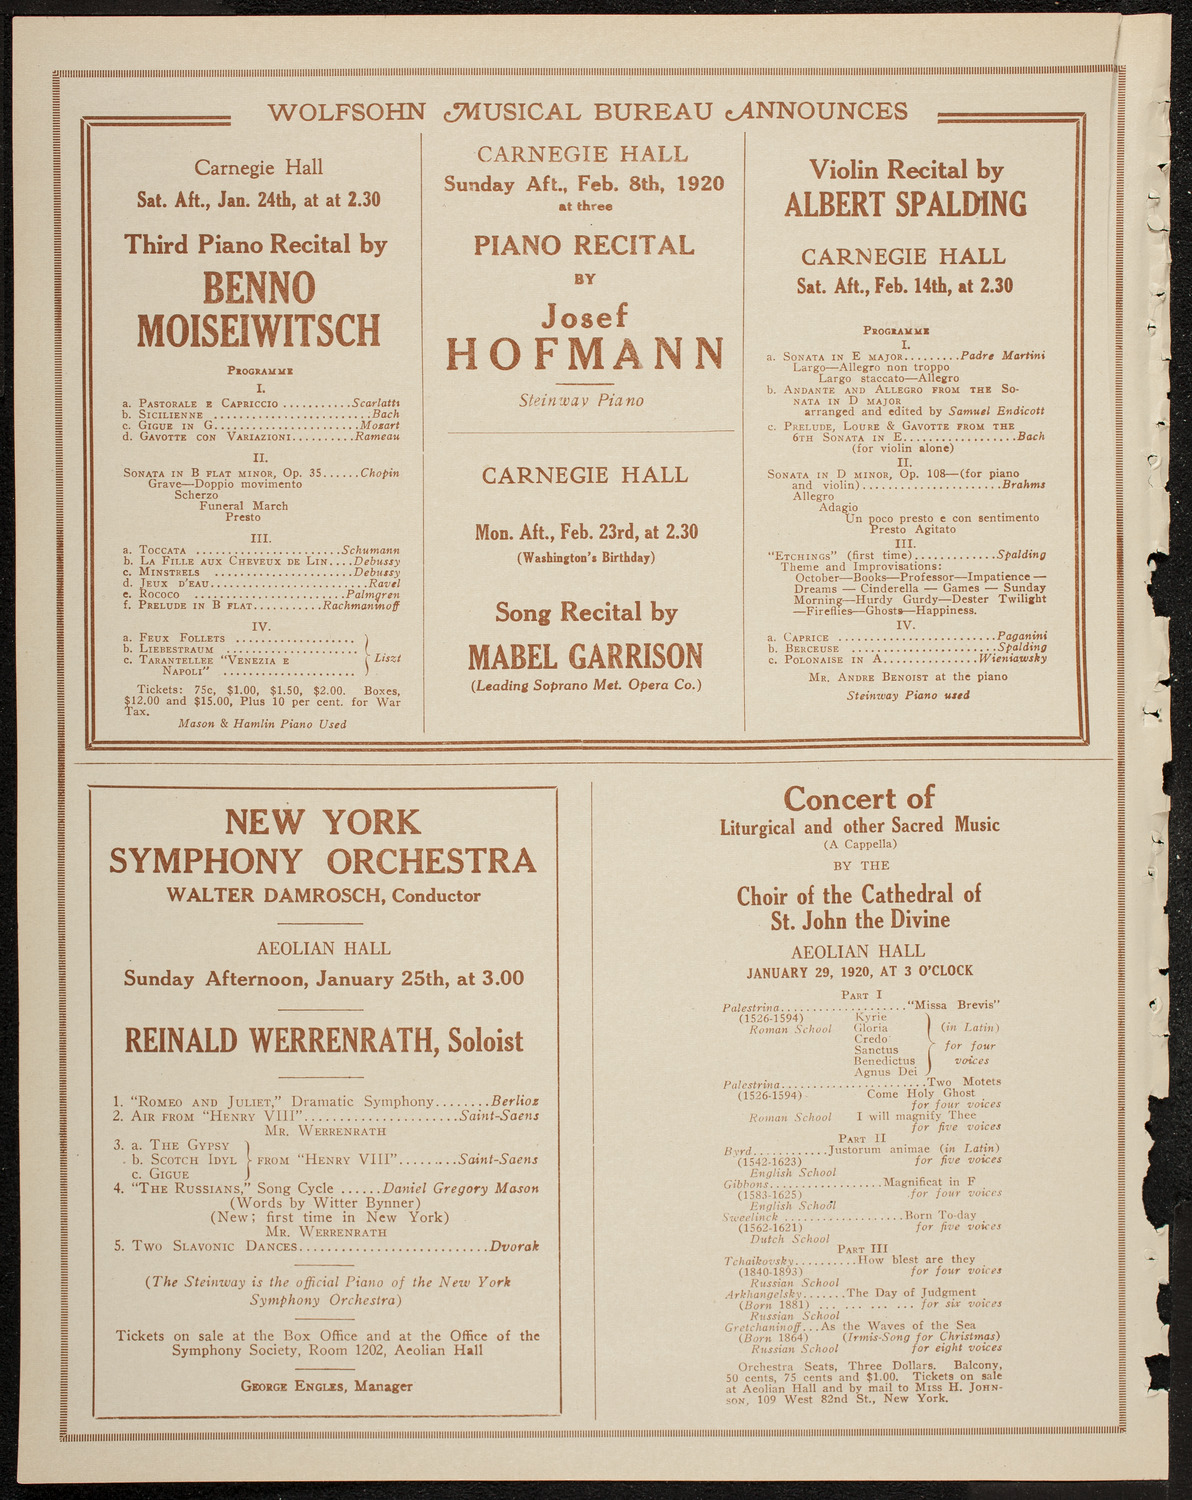 WOLFSOHN MUSICAL BUREAU ANNOUNCES
Carnegie Hall
Sat. Aft., Jan. 24th, at at 2.30
Third Piano Recital by
BENNO
MOISEIWITSCH
PROGRAMME
I.
a. PASTORALE E CAPRICCIO ...........Scarlatti
b. SICILIENNE ........................Bach
c. GIGUE IN G......................Mozart
d. GAVOTTE CON VARIAZIONI..........Rameau
II.
SONATA IN B FLAT MINOR, Op. 35......Chopin
Grave—Doppio movimento
Scherzo
Funeral March
Presto
III.
a. TOCCATA ......................Schumann
b. LA FILLE AUX CHEVEUX DE LIN....Debussy
c. MINSTRELS .....................Debussy
d. JEUX D'EAU........................Ravel
e. ROCOCO .......................Palmgren
f. PRELUDE IN B FLAT...........Rachmaninoff
IV.
a. FEUX FOLLETS ...................
b. LIEBESTRAUM ....................
c. TARANTELLEE "VENEZIA E
NAPOLI" ....................
Liszt
Tickets: 75c, $1.00, $1.50, $2.00. Boxes,
$12.00 and $15.00, Plus 10 per cent. for War
Tax.
Mason & Hamlin Piano Used
CARNEGIE HALL
Sunday Aft., Feb. 8th, 1920
at three
PIANO RECITAL
BY
Josef
HOFMANN
Steinway Piano
CARNEGIE HALL
Mon. Aft., Feb. 23rd, at 2.30
(Washington's Birthday)
Song Recital by
MABEL GARRISON
(Leading Soprano Met. Opera Co.)
Violin Recital by
ALBERT SPALDING
CARNEGIE HALL
Sat. Aft., Feb. 14th, at 2.30
PROGRAMME
I.
a. SONATA IN E MAJOR.........Padre Martini
Largo—Allegro non troppo
Largo staccato—Allegro
b. ANDANTE AND ALLEGRO FROM THE SO-
NATA IN D MAJOR
arranged and edited by Samuel Endicott
c. PRELUDE, LOURE & GAVOTTE FROM THE
6TH SONATA IN E.................Bach
(for violin alone)
II.
SONATA IN D MINOR, Op. 108—(for piano
and violin).....................Brahms
Allegro
Adagio
Un poco presto e con sentimento
Presto Agitato
III.
"ETCHINGS" (first time)............Spalding
Theme and Improvisations:
October—Books—Professor—Impatience—
Dreams — Cinderella — Games — Sunday
Morning—Hurdy Gurdy—Dester Twilight
—Fireflies—Ghosts—Happiness.
IV.
a. CAPRICE ........................Paganini
b. BERCEUSE ......................Spalding
c. POLONAISE IN A..............Wieniawsky
MR. ANDRE BENOIST at the piano
Steinway Piano used
NEW YORK
SYMPHONY ORCHESTRA
WALTER DAMROSCH, Conductor
AEOLIAN HALL
Sunday Afternoon, January 25th, at 3.00
REINALD WERRENRATH, Soloist
1. "ROMEO AND JULIET," Dramatic Symphony........Berlioz
2. AIR FROM "HENRY VIII".......................Saint-Saens
MR. WERRENRATH
3. a. THE GYPSY
b. SCOTCH IDYL
FROM "HENRY VIII".........Saint-Saens
c. GIGUE
4. "THE RUSSIANS," Song Cycle ......Daniel Gregory Mason
(Words by Witter Bynner)
(New; first time in New York)
MR. WERRENRATH
5. TWO SLAVONIC DANCES...........................Dvorak
(The Steinway is the official Piano of the New York
Symphony Orchestra)
Tickets on sale at the Box Office and at the Office of the
Symphony Society, Room 1202, Aeolian Hall
GEORGE ENGLES, Manager
Concert of
Liturgical and other Sacred Music
(A Cappella)
BY THE
Choir of the Cathedral of
St. John the Divine
AEOLIAN HALL
JANUARY 29, 1920, AT 3 O'CLOCK
PART I
Palestrina..................."Missa Brevis"
(1526-1594) Kyrie
Roman School Gloria (in Latin)
Credo
Sanctus for four
Benedictus voices
Agnus Dei
Palestrina......................Two Motets
(1526-1594) Come Holy Ghost
for four voices
Roman School I will magnify Thee
for five voices
PART II
Byrd............Justorum animae (in Latin)
(1542-1623) for five voices
English School
Gibbons.................Magnificat in F
(1583-1625) for four voices
English School
Sweelinck ..................Born To-day
(1562-1621) for five voices
Dutch School
PART III
Tchaikovsky..........How blest are they
(1840-1893) for four voices
Russian School
Arkhangelsky.......The Day of Judgment
(Born 1881) ... ... ... ... for six voices
Russian School
Gretchaninoff...As the Waves of the Sea
(Born 1864) (Irmis-Song for Christmas)
Russian School for eight voices
Orchestra Seats, Three Dollars. Balcony,
50 cents, 75 cents and $1.00. Tickets on sale
at Aeolian Hall and by mail to MISS H. JOHN-
SON, 109 West 82nd St., New York.